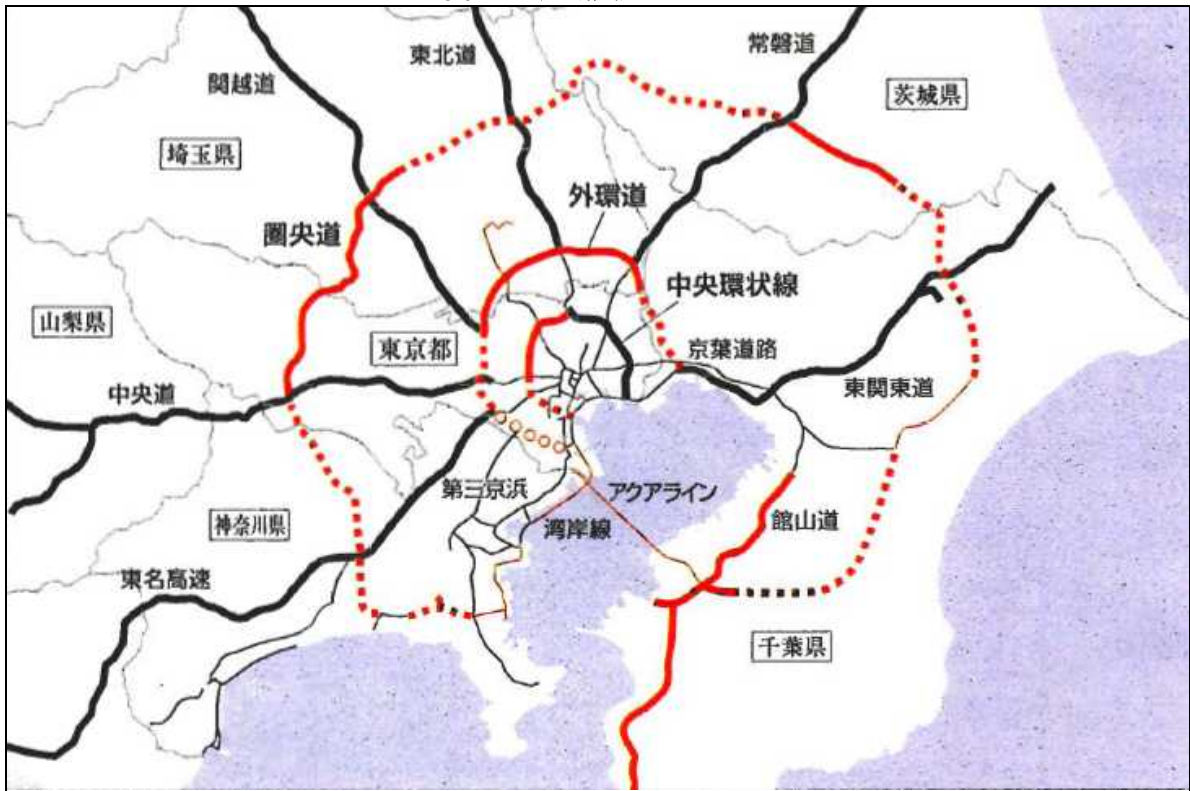 東北道
常磐道
関越道
茨城県
埼玉県
外環道
圏央道
中央環状線
山梨県
東京都
京葉道路
中央道
東関東道
第三京浜
アクアライン
神奈川県
湾岸線
館山道
東名高速
千葉県